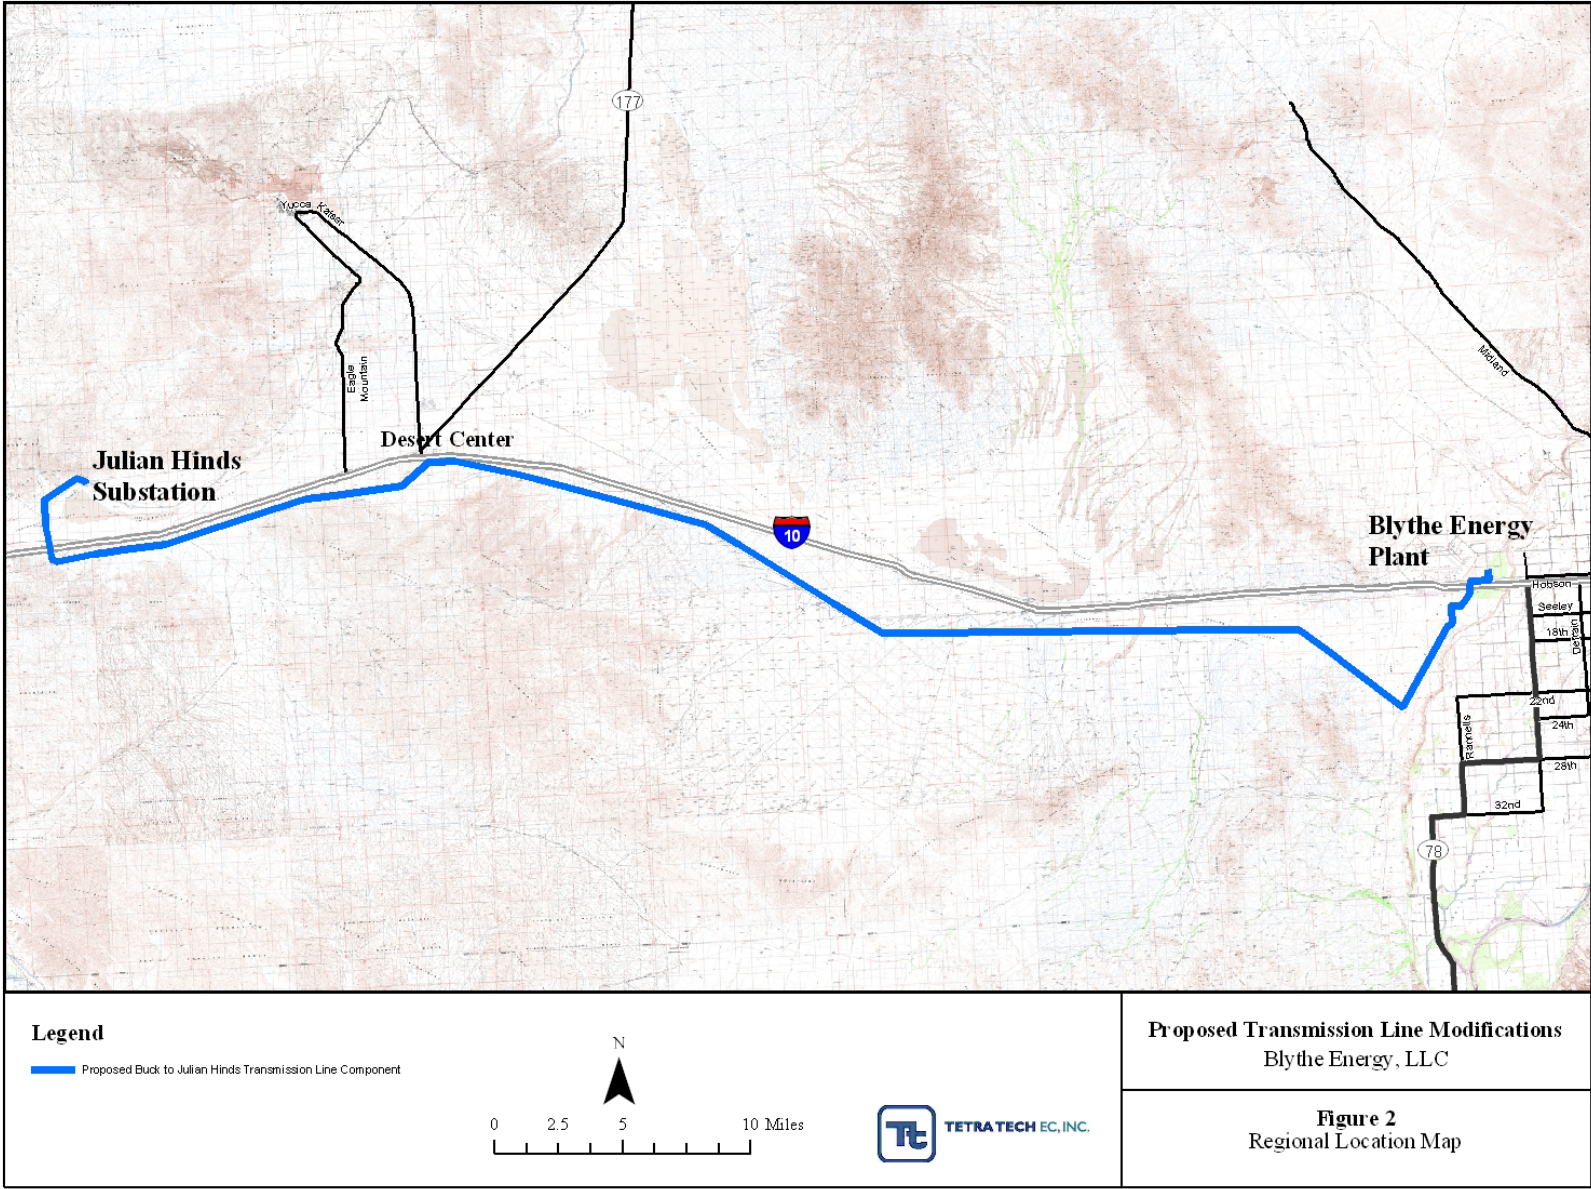 177
Yucca
Kaiser
Eagle
Mountain
Midland
Desert Center
Julian Hinds
Substation
10
Blythe Energy
Plant
Hobson
Seeley
18th
Defrain
22nd
Rannells
24th
28th
32nd
78
Legend
Proposed Buck to Julian Hinds Transmission Line Component
N
0 2.5 5 10 Miles
Tt
TETRA TECH EC, INC.
Proposed Transmission Line Modifications
Blythe Energy, LLC
Figure 2
Regional Location Map